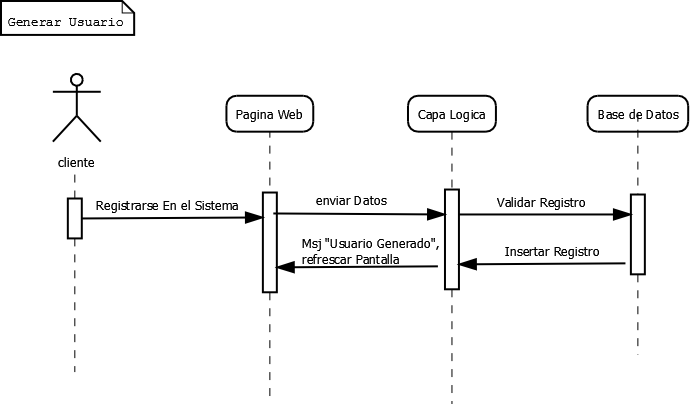 Generar Usuario
Pagina Web
Capa Logica
Base de Datos
cliente
Registrarse En el Sistema
enviar Datos
Validar Registro
Msj "Usuario Generado",
refrescar Pantalla
Insertar Registro